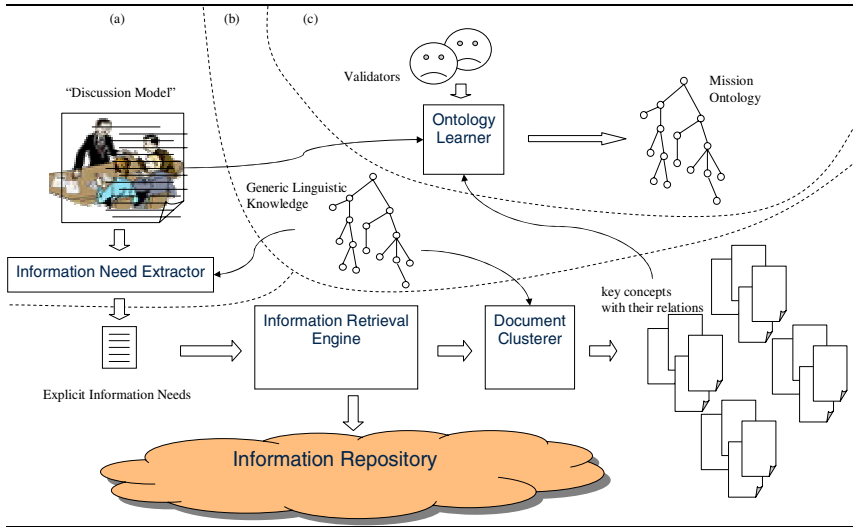 (a)
(b)
(c)
Validators
"Discussion Model"
Mission
Ontology
Ontology
Learner
Generic Linguistic
Knowledge
Information Need Extractor
key concepts
with their relations
Information Retrieval
Engine
Document
Clusterer
Explicit Information Needs
Information Repository